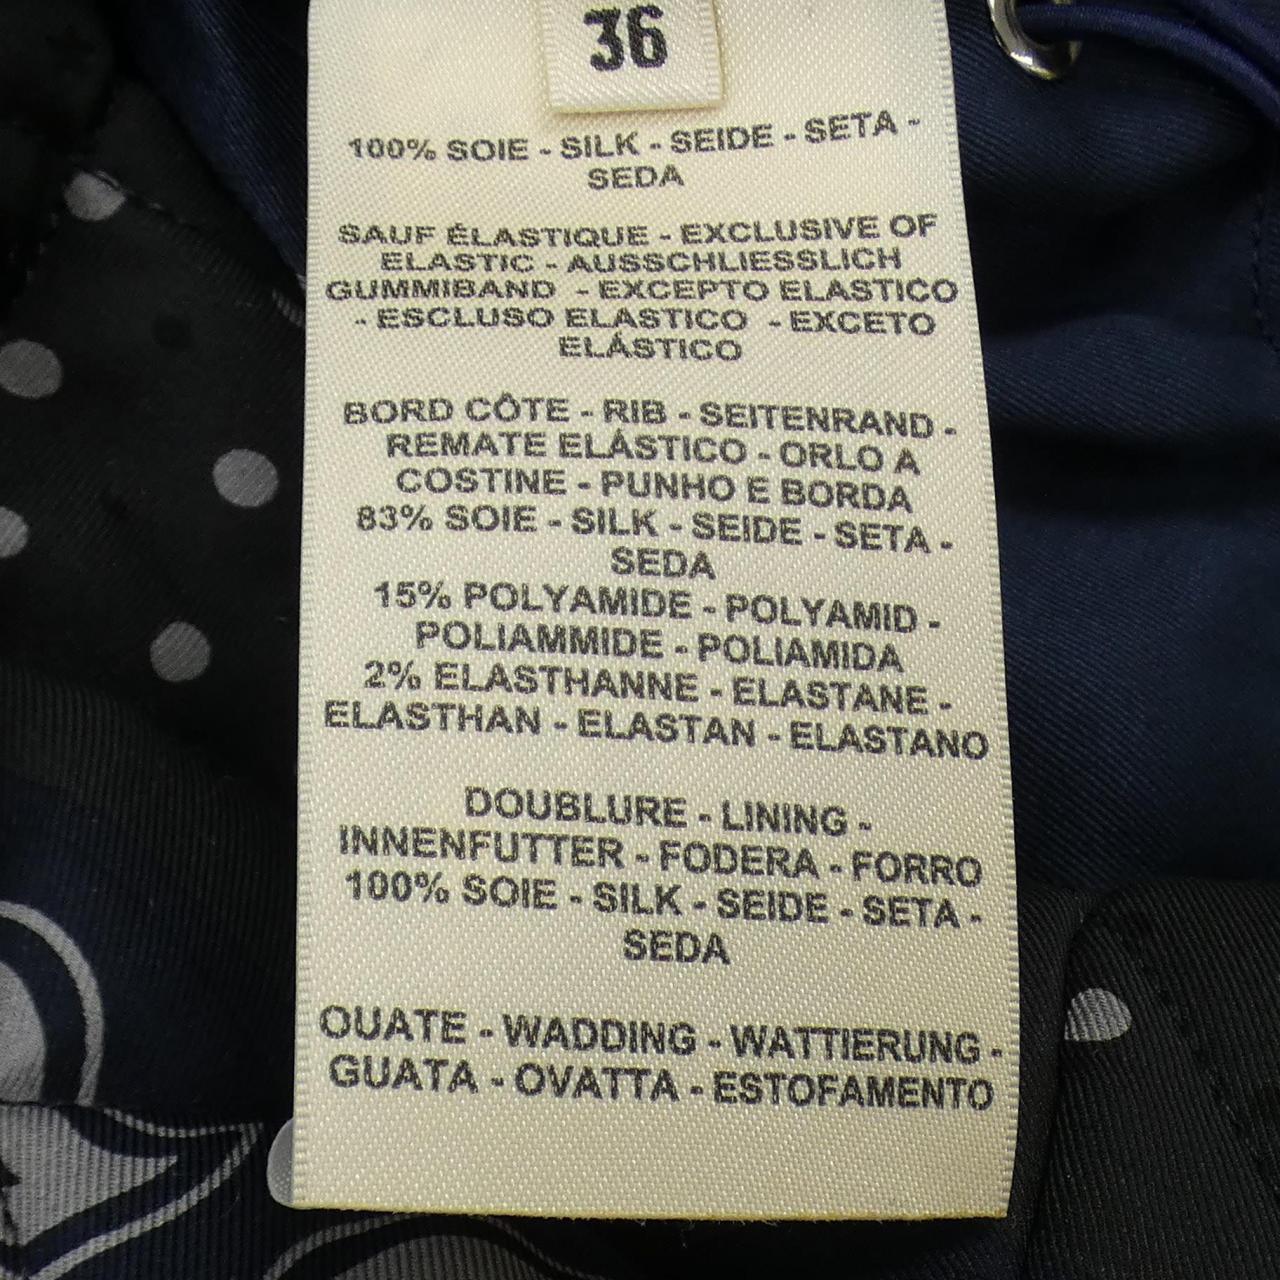 36
100% SOIE - SILK - SEIDE - SETA -
SEDA
SAUF ÉLASTIQUE - EXCLUSIVE OF
ELASTIC - AUSSCHLIESSLICH
GUMMIBAND - EXCEPTO ELASTICO
- ESCLUSO ELASTICO - EXCETO
ELÁSTICO
BORD CÔTE - RIB - SEITENRAND -
REMATE ELÁSTICO - ORLO A
COSTINE - PUNHO E BORDA
83% SOIE - SILK - SEIDE - SETA -
SEDA
15% POLYAMIDE - POLYAMID -
POLIAMMIDE - POLIAMIDA
2% ELASTHANNE - ELASTANE -
ELASTHAN - ELASTAN - ELASTANO
DOUBLURE - LINING -
INNENFUTTER - FODERA - FORRO
100% SOIE - SILK - SEIDE - SETA -
SEDA
OUATE - WADDING - WATTIERUNG -
GUATA - OVATTA - ESTOFAMENTO